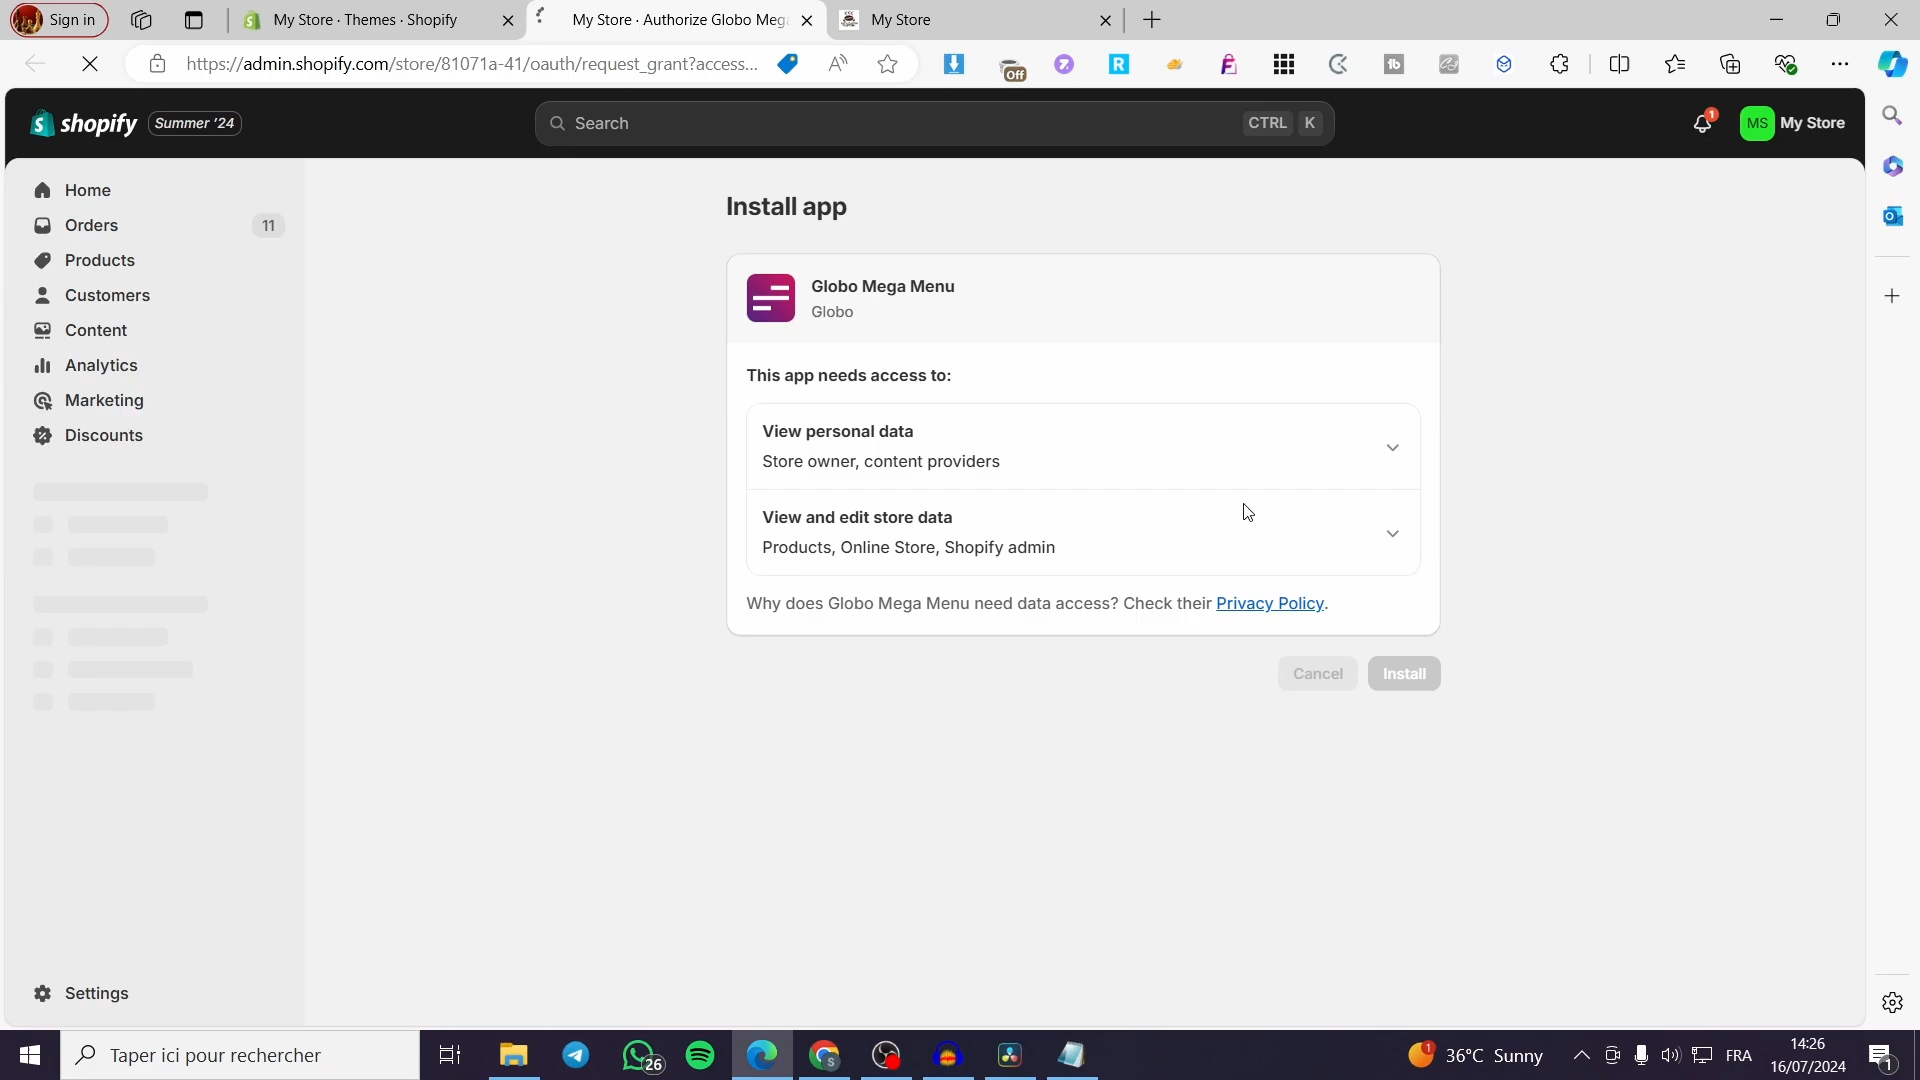 Sign in
My Store · Themes · Shopify
My Store · Authorize Globo Meg
My Store
https://admin.shopify.com/store/81071a-41/oauth/request_grant?access...
Off
shopify
Summer '24
Search
CTRL K
1
MS
My Store
Home
Orders
11
Products
Customers
Content
Analytics
Marketing
Discounts
Settings
Install app
Globo Mega Menu
Globo
This app needs access to:
View personal data
Store owner, content providers
View and edit store data
Products, Online Store, Shopify admin
Why does Globo Mega Menu need data access? Check their Privacy Policy.
Cancel
Install
Taper ici pour rechercher
26
1
36°C Sunny
FRA
14:26
16/07/2024
1